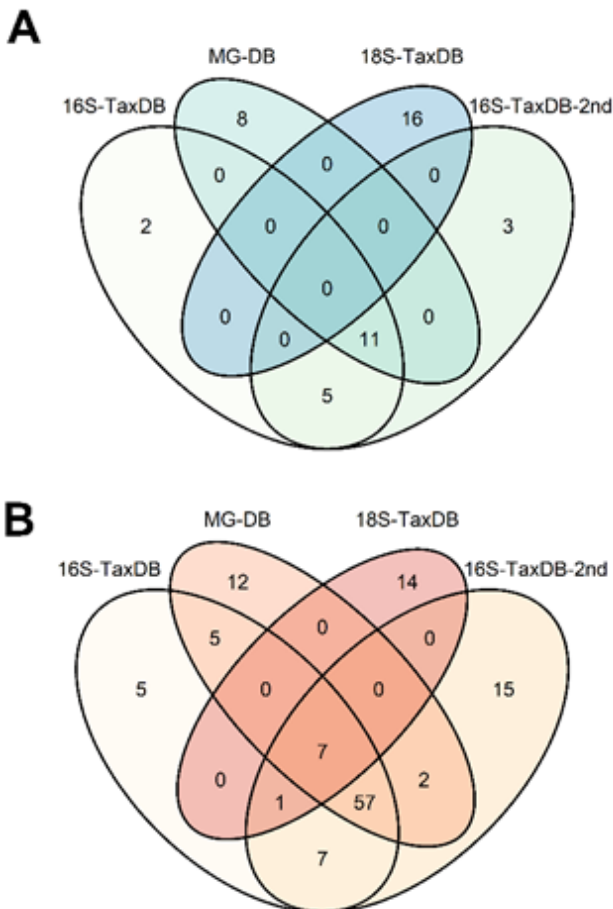 A
MG-DB 18S-TaxDB
16S-TaxDB 16S-TaxDB-2nd
8 16
0 0 0
2 0 0 3
0
0 0 11 0
5
B
MG-DB 18S-TaxDB
16S-TaxDB 16S-TaxDB-2nd
12 14
5 0 0
5 0 0 15
7
0 1 57 2
7